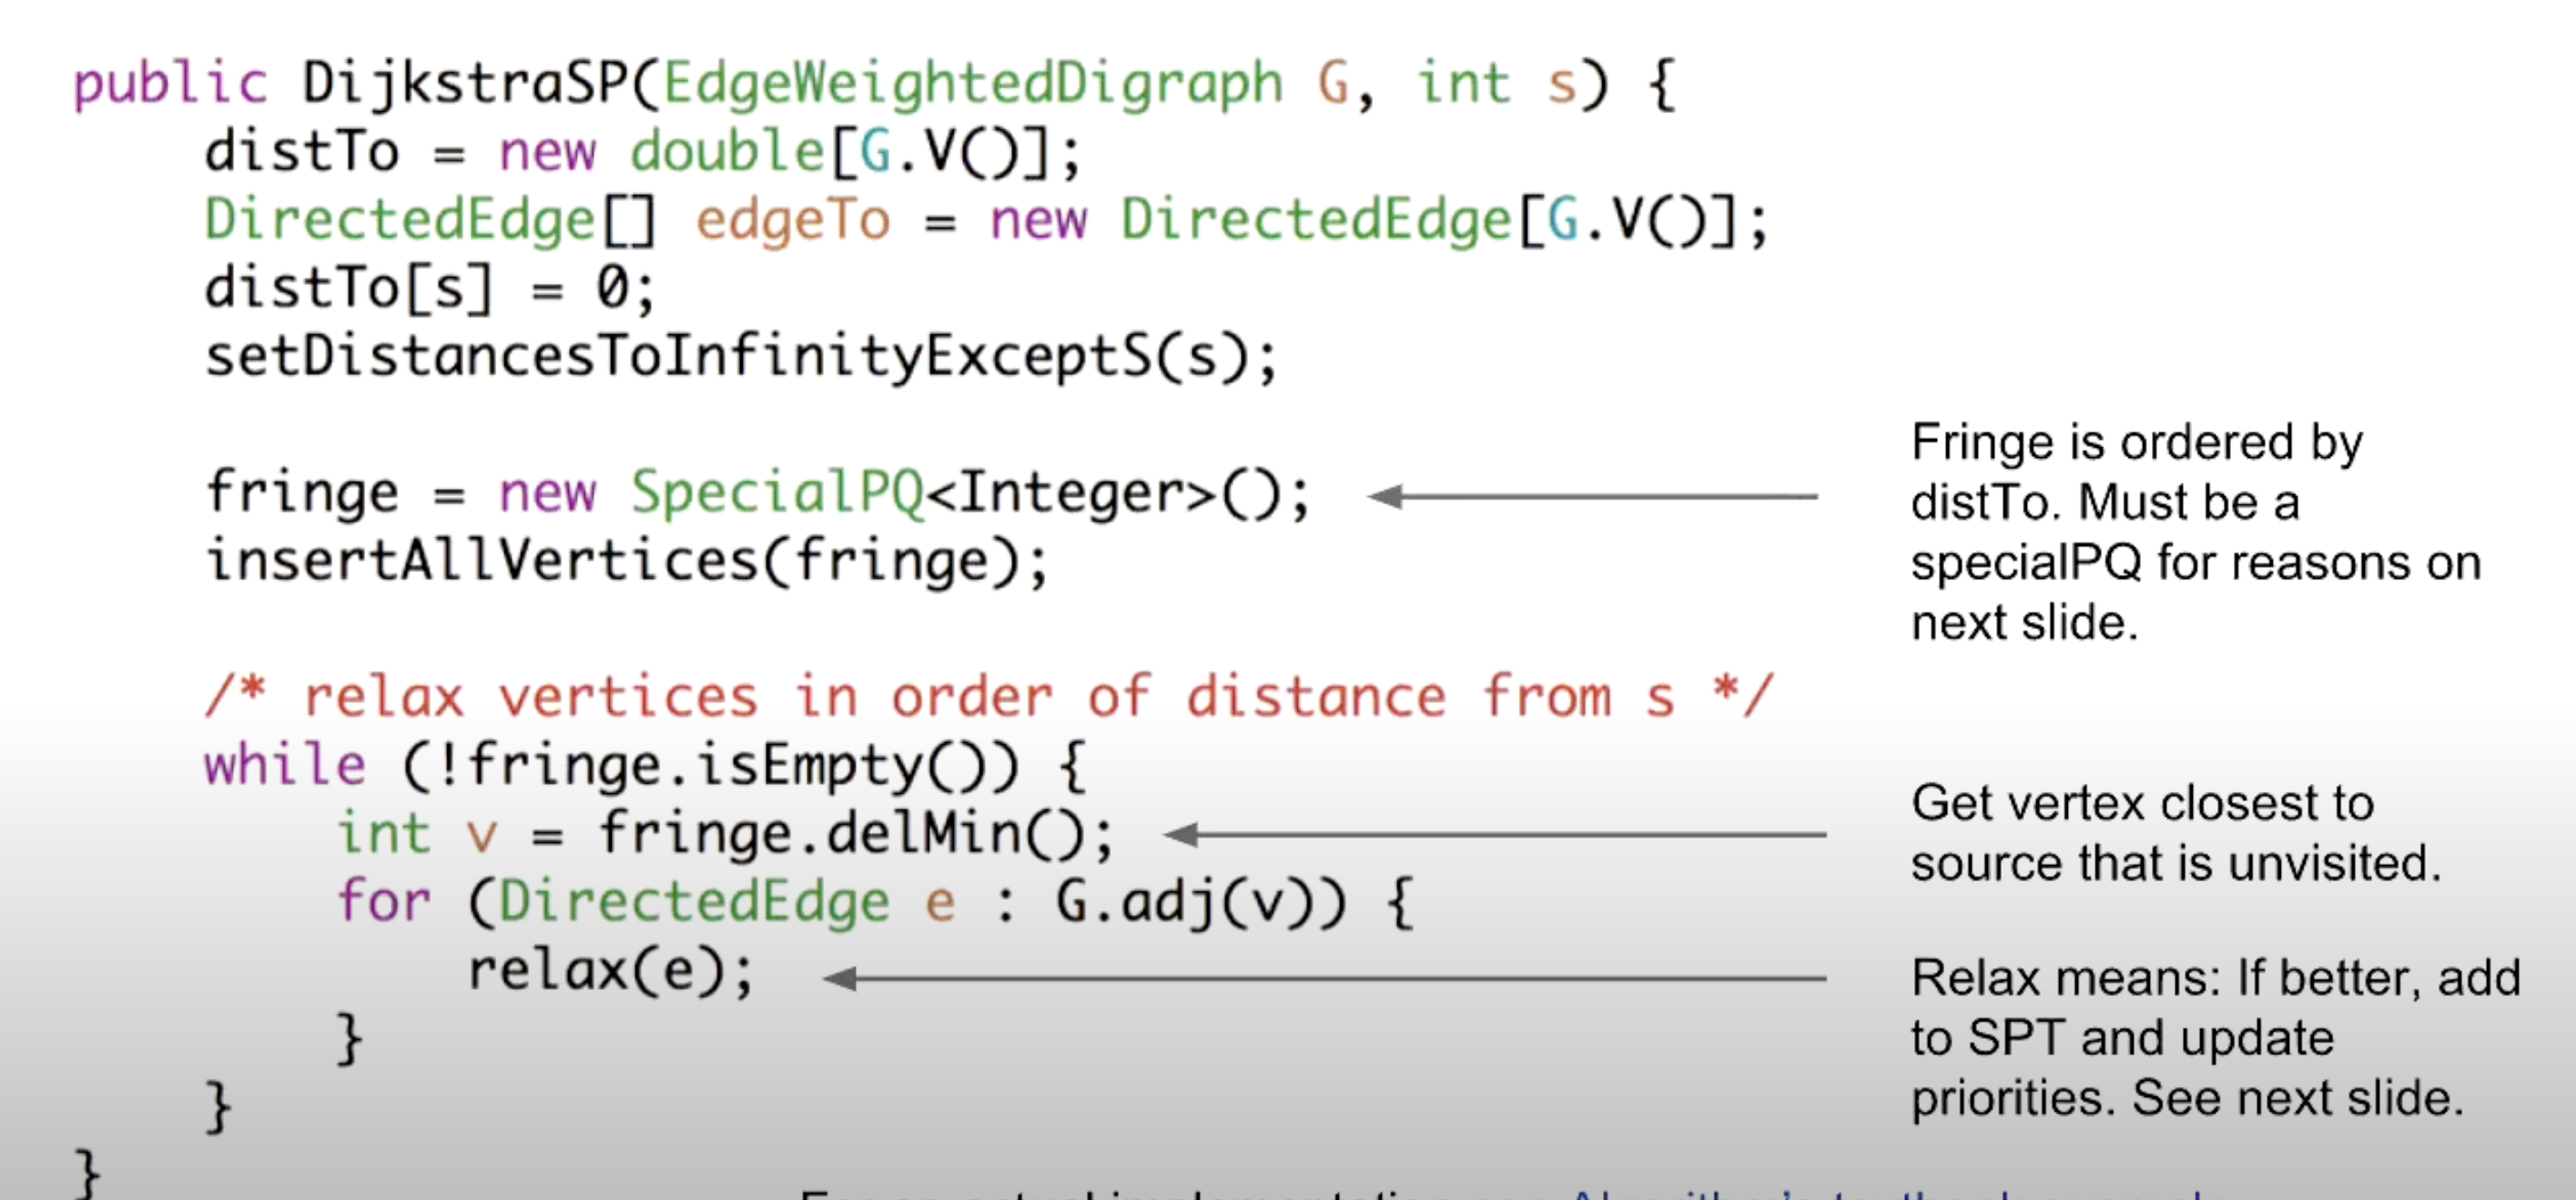 public DijkstraSP(EdgeWeightedDigraph G, int s) {
distTo = new double[G.V()];
DirectedEdge[] edgeTo = new DirectedEdge[G.V()];
distTo[s] = 0;
setDistancesToInfinityExceptS(s);
fringe = new SpecialPQ<Integer>();
insertAllVertices(fringe);
Fringe is ordered by
distTo. Must be a
specialPQ for reasons on
next slide.
/* relax vertices in order of distance from s */
while (!fringe.isEmpty()) {
int v = fringe.delMin();
Get vertex closest to
source that is unvisited.
for (DirectedEdge e : G.adj(v)) {
relax(e);
Relax means: If better, add
to SPT and update
priorities. See next slide.
}
}
}